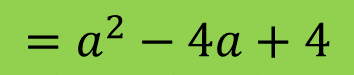 = a² − 4a + 4